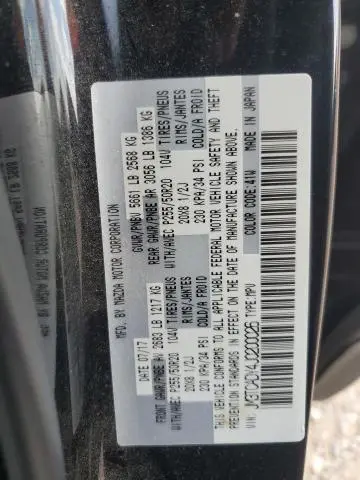 MFD. BY MAZDA MOTOR CORPORATION
DATE: 07/17 GVWR/PNBV 5661 LB 2568 KG
FRONT GAWR/PNBE AV 2683 LB 1217 KG REAR GAWR/PNBE AR 3056 LB 1386 KG
WITH/AVEC P255/50R20 104V TIRES/PNEUS WITH/AVEC P255/50R20 104V TIRES/PNEUS
20X8 1/2J RIMS/JANTES 20X8 1/2J RIMS/JANTES
230 KPA/34 PSI COLD/A FROID 230 KPA/34 PSI COLD/A FROID
THIS VEHICLE CONFORMS TO ALL APPLICABLE FEDERAL MOTOR VEHICLE SAFETY AND THEFT
PREVENTION STANDARDS IN EFFECT ON THE DATE OF MANUFACTURE SHOWN ABOVE.
VIN: JM3TCADY4J0200026 TYPE:MPV COLOR CODE:41W MADE IN JAPAN